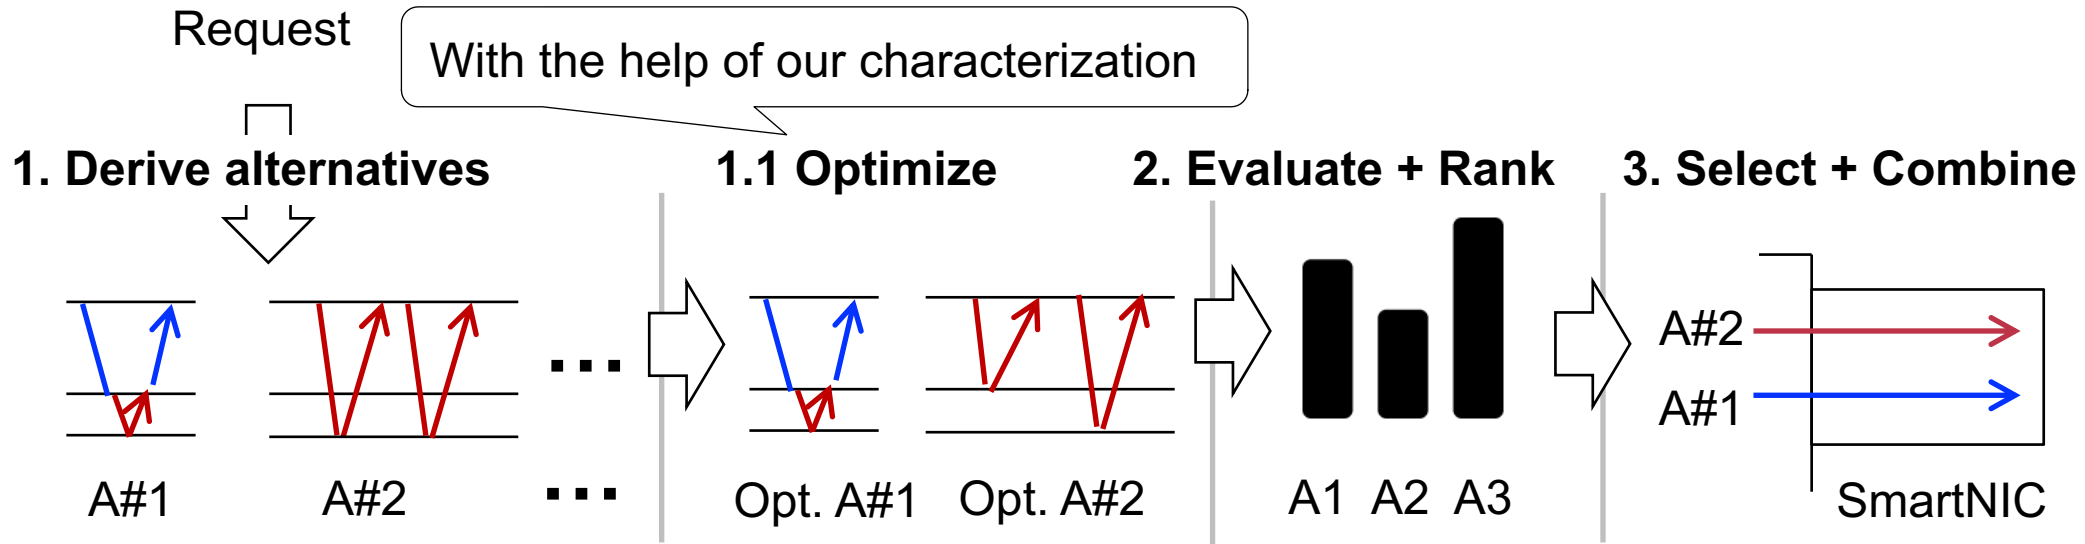 Request
With the help of our characterization
1. Derive alternatives
1.1 Optimize
2. Evaluate + Rank
3. Select + Combine
...
A#1
A#2
...
Opt. A#1
Opt. A#2
A1
A2
A3
A#2
A#1
SmartNIC